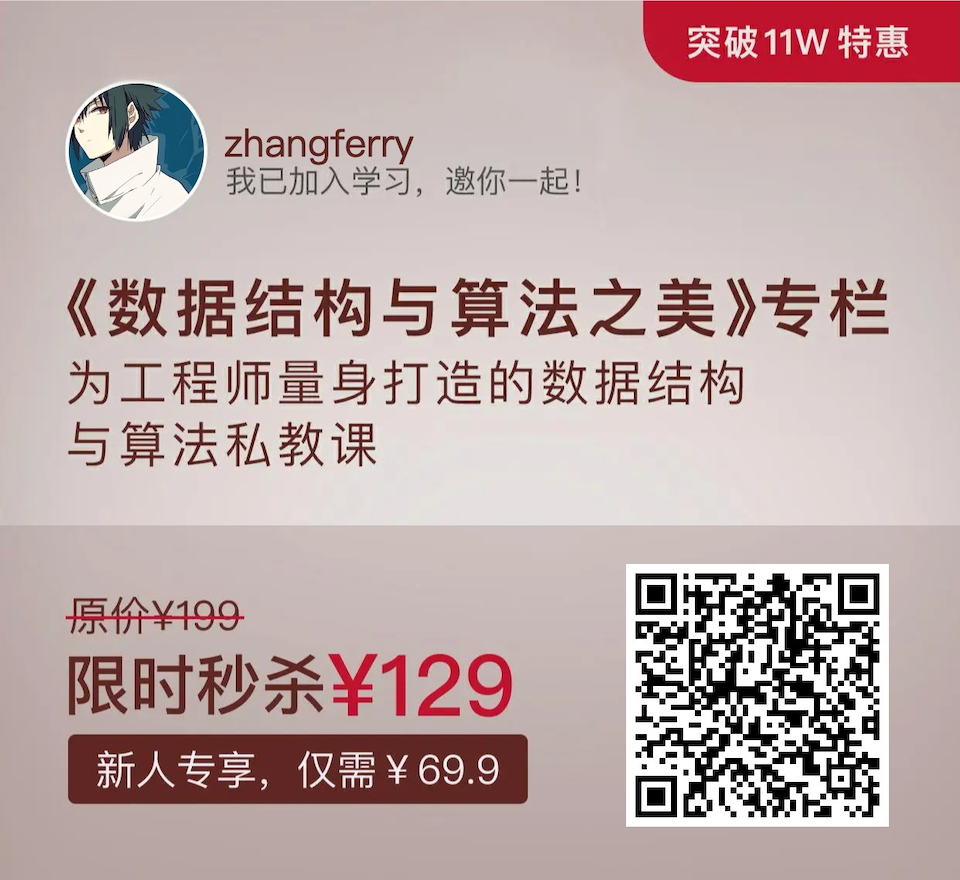 突破11W 特惠
zhangferry
我已加入学习，邀你一起！
《数据结构与算法之美》专栏
为工程师量身打造的数据结构
与算法私教课
原价¥199
限时秒杀¥129
新人专享，仅需￥69.9